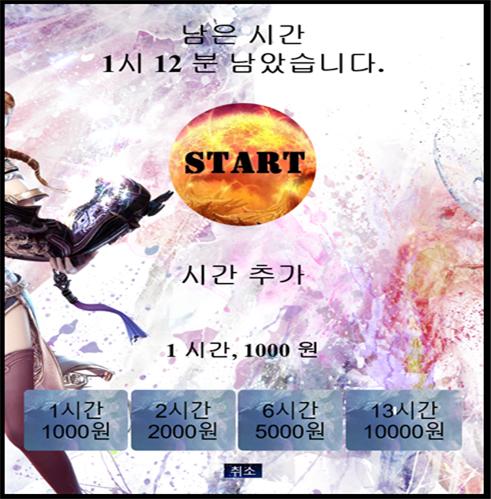 남은 시간
1시 12 분 남았습니다.
START
시간 추가
1 시간, 1000 원
1시간 2시간 6시간 13시간
1000원 2000원 5000원 10000원
취소